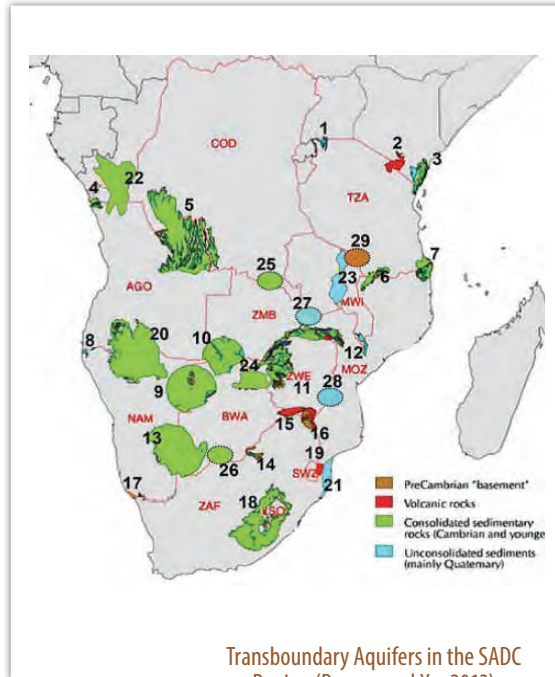 1
2
3
COD
22
4
5
TZA
29
7
25
23
6
AGO
MWI
27
ZMB
8
20
10
12
MOZ
24
ZWE
11
28
9
NAM
BWA
15
16
13
14
26
19
SWZ
21
17
ZAF
18
LSO
PreCambrian "basement"
Volcanic rocks
Consolidated sedimentary
rocks (Cambrian and younge
Unconsolidated sediments
(mainly Quaternary)
Transboundary Aquifers in the SADC